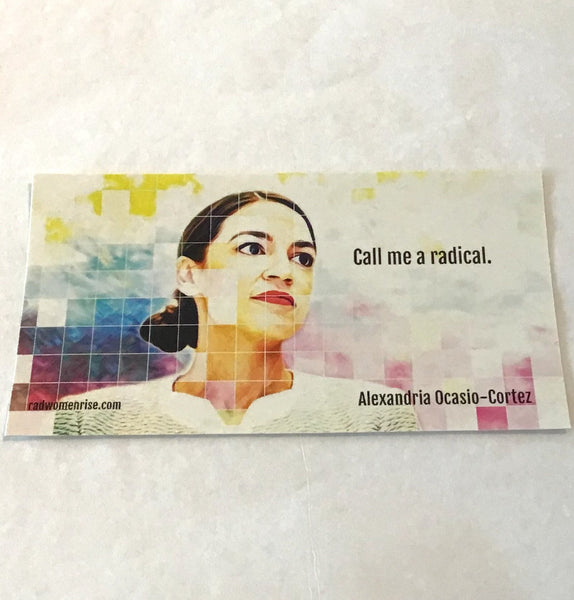 Call me a radical.
radwomenrise.com
Alexandria Ocasio-Cortez